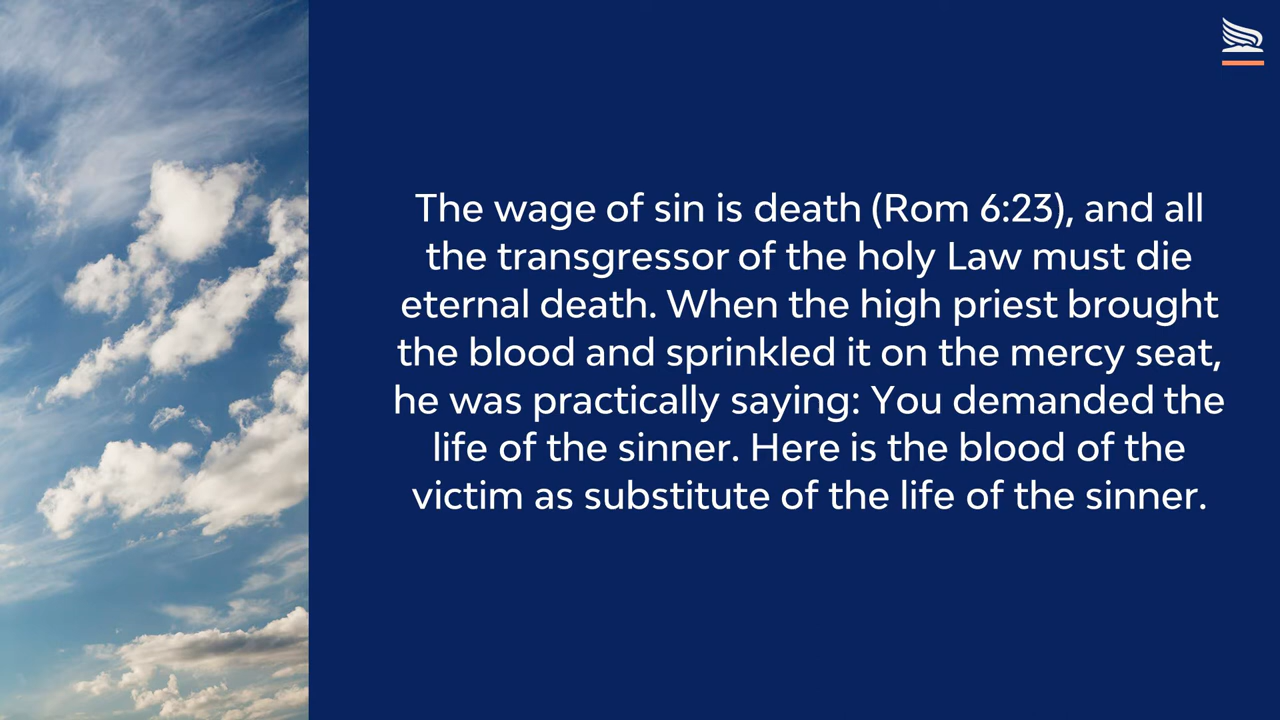 The wage of sin is death (Rom 6:23), and all
the transgressor of the holy Law must die
eternal death. When the high priest brought
the blood and sprinkled it on the mercy seat,
he was practically saying: You demanded the
life of the sinner. Here is the blood of the
victim as substitute of the life of the sinner.